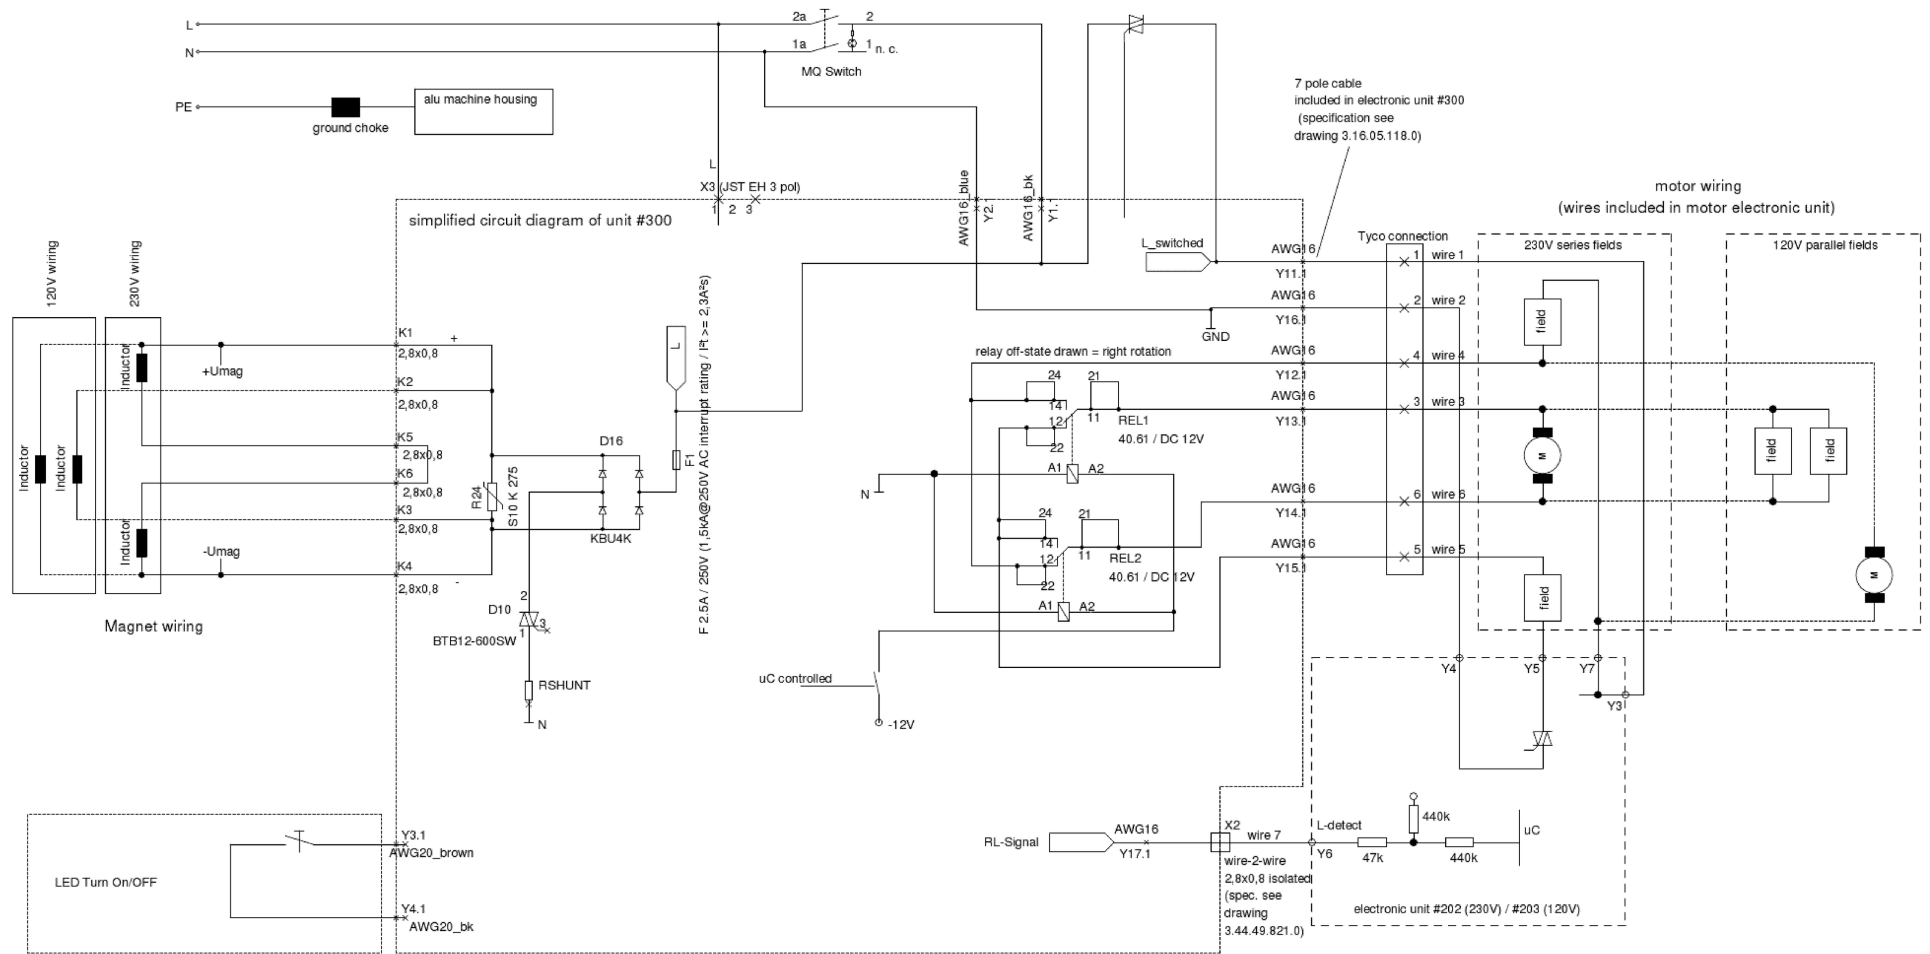 L
N
PE
2a
2
1a
1 n. c.
MQ Switch
alu machine housing
ground choke
7 pole cable
included in electronic unit #300
(specification see
drawing 3.16.05.118.0)
L
X3 (JST EH 3 pol)
1 2 3
AWG16_blue
Y2.1
AWG16_bk
Y1.1
simplified circuit diagram of unit #300
motor wiring
(wires included in motor electronic unit)
120V wiring
230V wiring
Inductor
Inductor
Inductor
Inductor
+Umag
-Umag
Magnet wiring
K1
2,8x0,8
+
K2
2,8x0,8
K5
2,8x0,8
K6
2,8x0,8
K3
2,8x0,8
K4
2,8x0,8
-
R24
S10 K 275
D16
KBU4K
L
F1
F 2.5A / 250V (1,5kA@250V AC interrupt rating / I²t >= 2,3A²s)
D10
2
1
3
BTB12-600SW
RSHUNT
N
L_switched
AWG16
Y11.1
AWG16
Y16.1
GND
relay off-state drawn = right rotation
AWG16
Y12.1
AWG16
Y13.1
24
21
14
12
11
22
REL1
40.61 / DC 12V
A1
A2
N
AWG16
Y14.1
24
21
14
12
11
22
REL2
40.61 / DC 12V
A1
A2
AWG16
Y15.1
uC controlled
-12V
Tyco connection
1 wire 1
2 wire 2
4 wire 4
3 wire 3
6 wire 6
5 wire 5
230V series fields
field
M
field
120V parallel fields
field
field
M
Y4
Y5
Y7
Y3
LED Turn On/OFF
Y3.1
AWG20_brown
Y4.1
AWG20_bk
RL-Signal
AWG16
Y17.1
X2
wire 7
wire-2-wire
2,8x0,8 isolated
(spec. see
drawing
3.44.49.821.0)
L-detect
Y6
47k
440k
440k
uC
electronic unit #202 (230V) / #203 (120V)